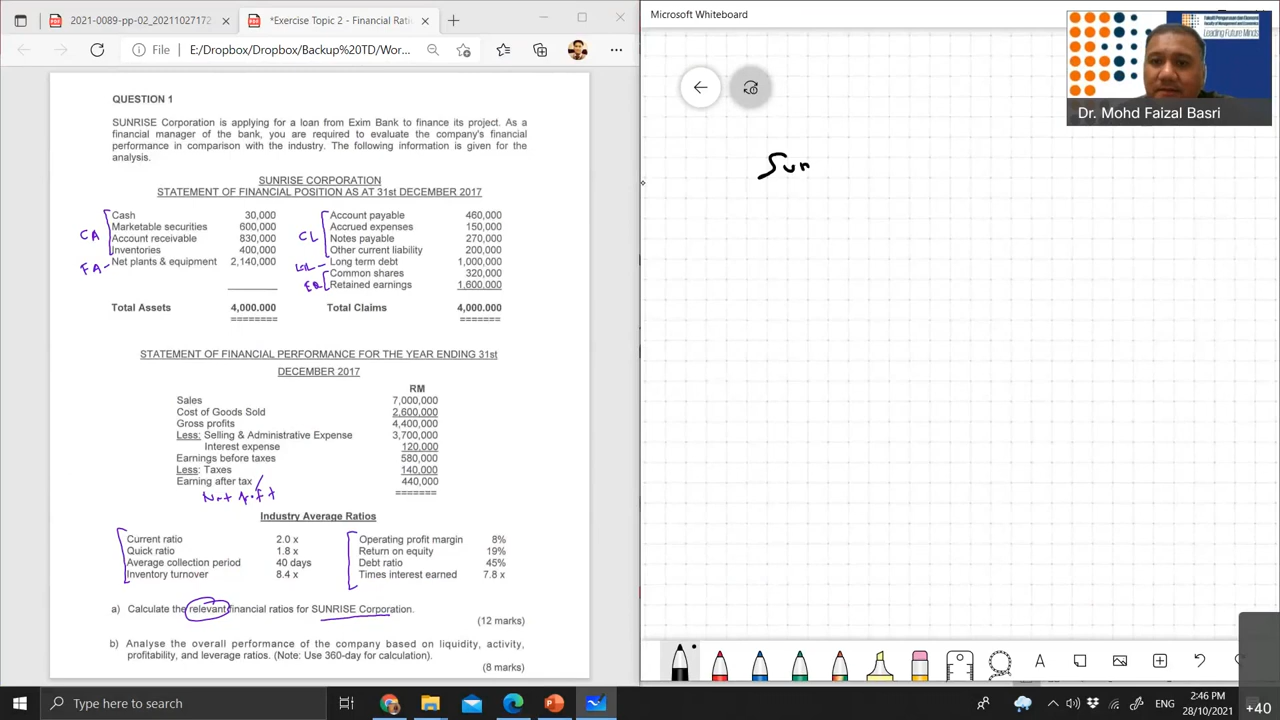 2021-0089-pp-02_20211027172
*Exercise Topic 2 - Financial Rati
Microsoft Whiteboard
File E:/Dropbox/Dropbox/Backup%20TD/Wo...
Leading Future Minds
Dr. Mohd Faizal Basri
QUESTION 1
SUNRISE Corporation is applying for a loan from Exim Bank to finance new project. As a
financial manager of the bank, you are required to evaluate the company's financial
performance in comparison with the industry. The following information is given for the
analysis.
SUNRISE CORPORATION
STATEMENT OF FINANCIAL POSITION AS AT 31st DECEMBER 2017
Cash 30,000 Account payable 460,000
Marketable securities 600,000 Accrued expenses 150,000
CA Account receivable 830,000 CL Notes payable 270,000
Inventories 400,000 Other current liability 200,000
FA Net plants & equipment 2,140,000 Long term debt 1,000,000
Common shares 320,000
EQ Retained earnings 1,600,000
Total Assets 4,000.000 Total Claims 4,000.000
======== =======
STATEMENT OF FINANCIAL PERFORMANCE FOR THE YEAR ENDING 31st
DECEMBER 2017
RM
Sales 7,000,000
Cost of Goods Sold 2,600,000
Gross profits 4,400,000
Less: Selling & Administrative Expense 3,700,000
Interest expense 120,000
Earnings before taxes 580,000
Less: Taxes 140,000
Earning after tax 440,000
Net profit =======
Industry Average Ratios
Current ratio 2.0 x Operating profit margin 8%
Quick ratio 1.8 x Return on equity 19%
Average collection period 40 days Debt ratio 45%
Inventory turnover 8.4 x Times interest earned 7.8 x
a) Calculate the relevant financial ratios for SUNRISE Corporation.
(12 marks)
b) Analyse the overall performance of the company based on liquidity, activity,
profitability, and leverage ratios. (Note: Use 360-day for calculation).
(8 marks)
Sun
A
Type here to search
ENG
2:46 PM
28/10/2021
+40